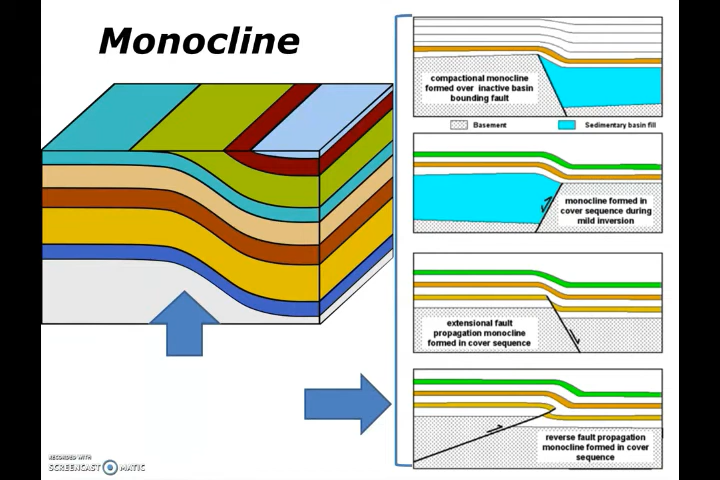 Monocline
compactional monocline
formed over inactive basin
bounding fault
Basement
Sedimentary basin fill
monocline formed in
cover sequence during
mild inversion
extensional fault
propagation monocline
formed in cover sequence
reverse fault propagation
monocline formed in cover
sequence
RECORDED WITH
SCREENCAST MATIC